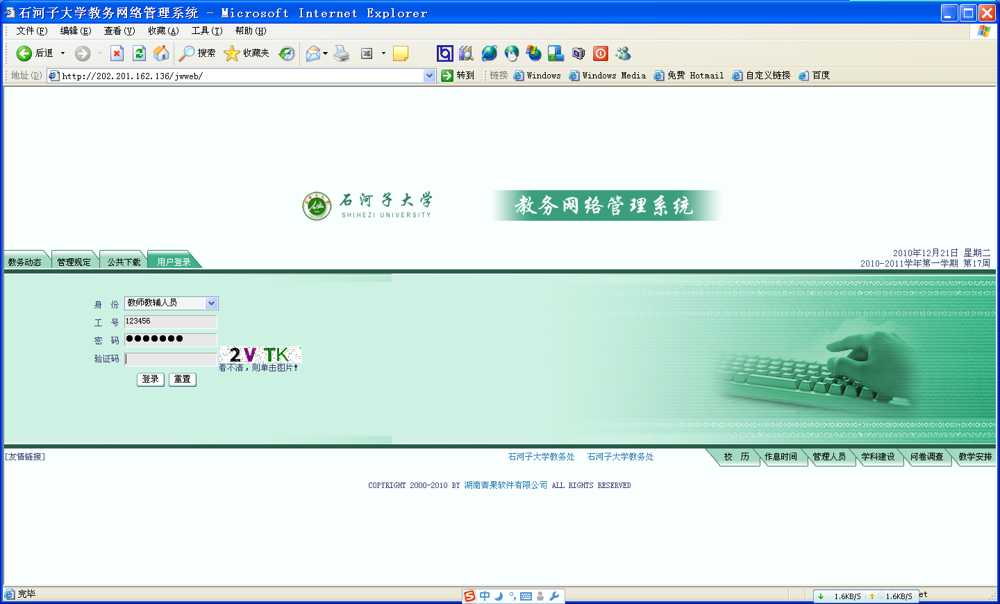 石河子大学教务网络管理系统 - Microsoft Internet Explorer
文件(F) 编辑(E) 查看(V) 收藏(A) 工具(T) 帮助(H)
后退 搜索 收藏夹
地址(D) http://202.201.162.136/jwweb/ 转到 链接 Windows Windows Media 免费 Hotmail 自定义链接 百度
石河子大学 教务网络管理系统
SHIHEZI UNIVERSITY
2010年12月21日 星期二
教务动态 管理规定 公共下载 用户登录
2010-2011学年第一学期 第17周
身 份 教师教辅人员
工 号 123456
密 码 ●●●●●●●
验证码 2VTK
看不清，则单击图片!
登录 重置
[友情链接] 石河子大学教务处 石河子大学教务处 校 历 作息时间 管理人员 学科建设 问卷调查 教学安排
COPYRIGHT 2000-2010 BY 湖南青果软件有限公司 ALL RIGHTS RESERVED
完毕 中 1.6KB/S 1.6KB/S et